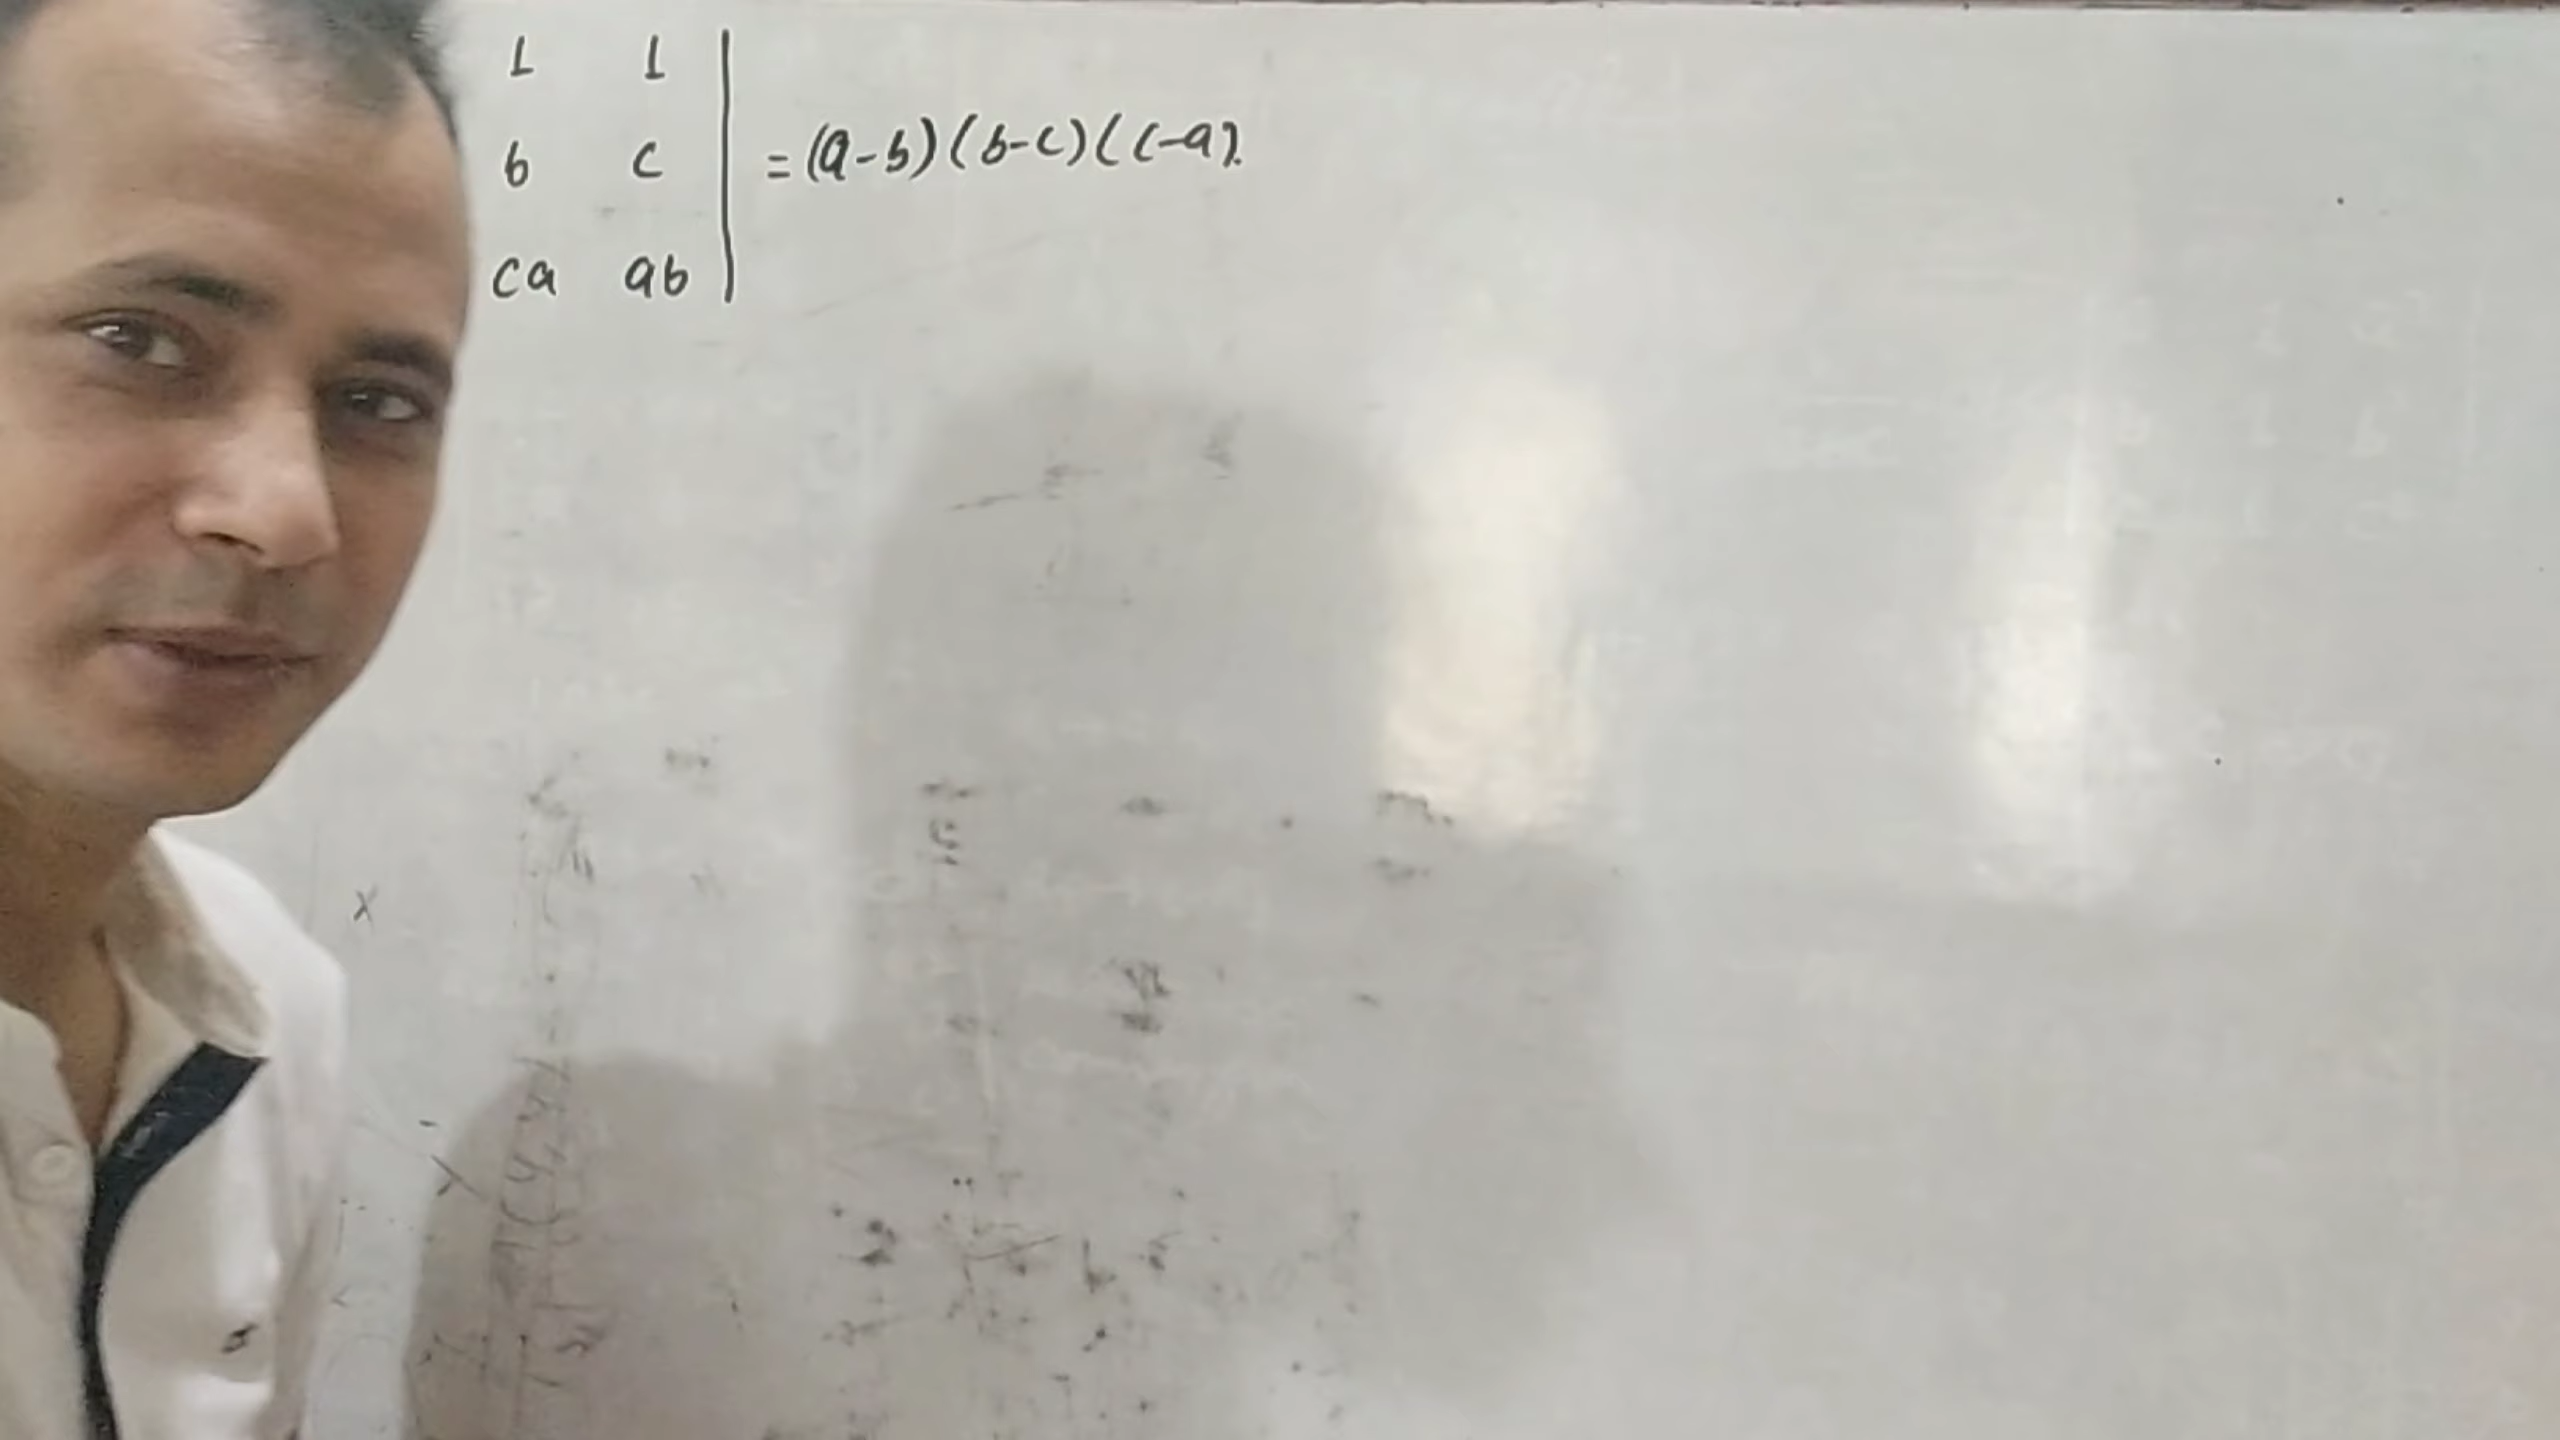 1 1
b c = (a-b)(b-c)(c-a).
ca ab